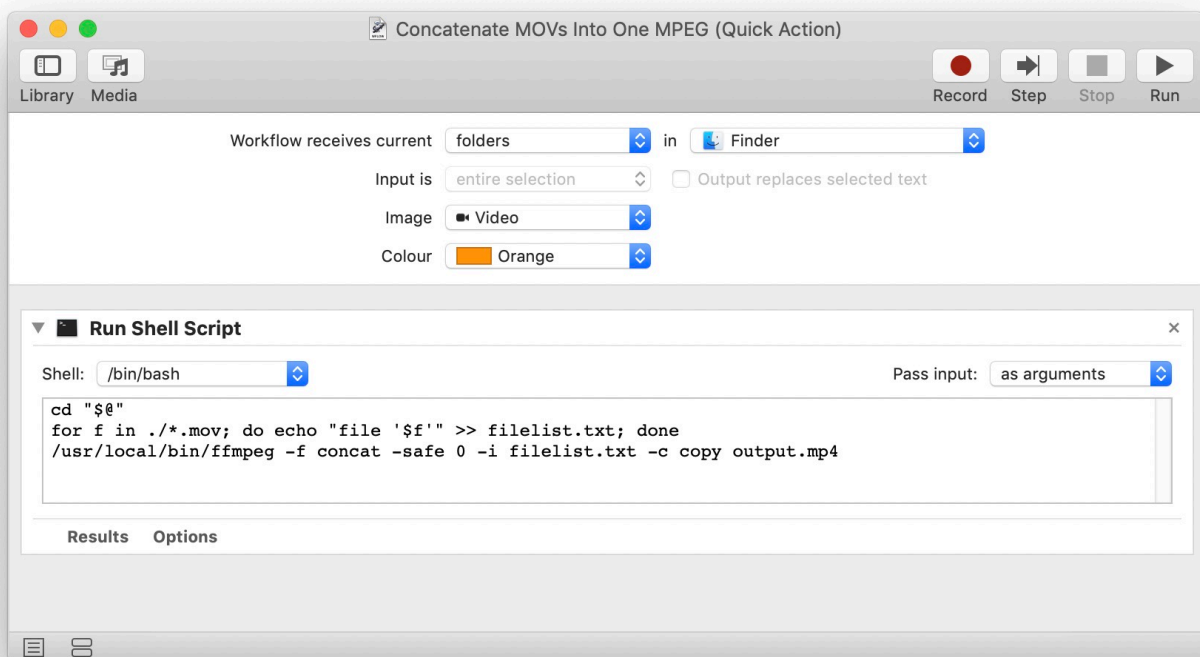 Concatenate MOVs Into One MPEG (Quick Action)
Library Media Record Step Stop Run
Workflow receives current folders in Finder
Input is entire selection Output replaces selected text
Image Video
Colour Orange
Run Shell Script
Shell: /bin/bash Pass input: as arguments
cd "$@"
for f in ./*.mov; do echo "file '$f'" >> filelist.txt; done
/usr/local/bin/ffmpeg -f concat -safe 0 -i filelist.txt -c copy output.mp4
Results Options